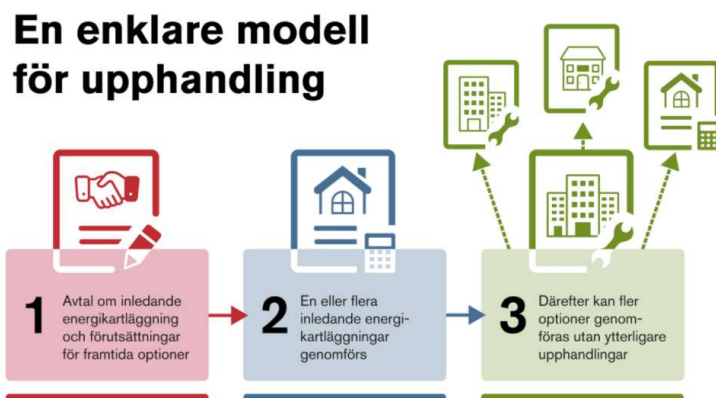 En enklare modell
för upphandling
1
Avtal om inledande
energikartläggning
och förutsättningar
för framtida optioner
2
En eller flera
inledande energi-
kartläggningar
genomförs
3
Därefter kan fler
optioner genom-
föras utan ytterligare
upphandlingar